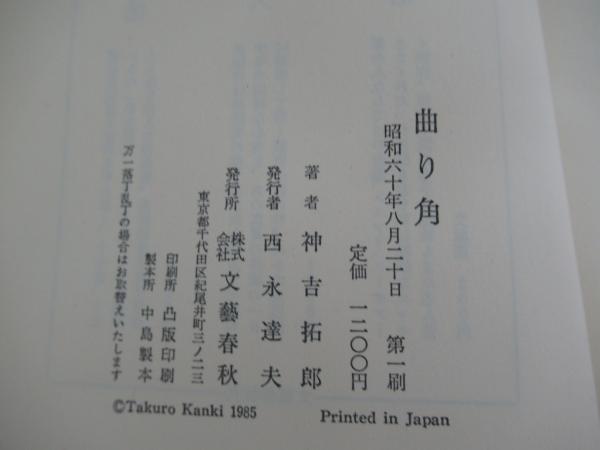 曲り角
昭和六十年八月二十日　第一刷
定価　一二〇〇円
著者　神吉拓郎
発行者　西永達夫
発行所　株式会社　文藝春秋
東京都千代田区紀尾井町三ノ二三
印刷所　凸版印刷
製本所　中島製本
万一落丁乱丁の場合はお取替えいたします
©Takuro Kanki 1985　Printed in Japan